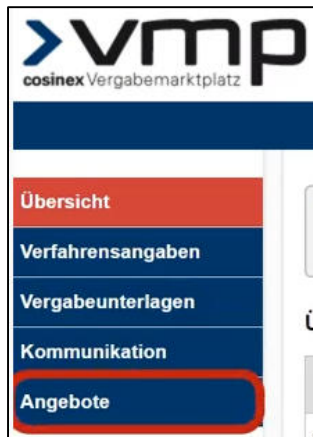 vmp
cosinex Vergabemarktplatz
Übersicht
Verfahrensangaben
Vergabeunterlagen
Kommunikation
Angebote